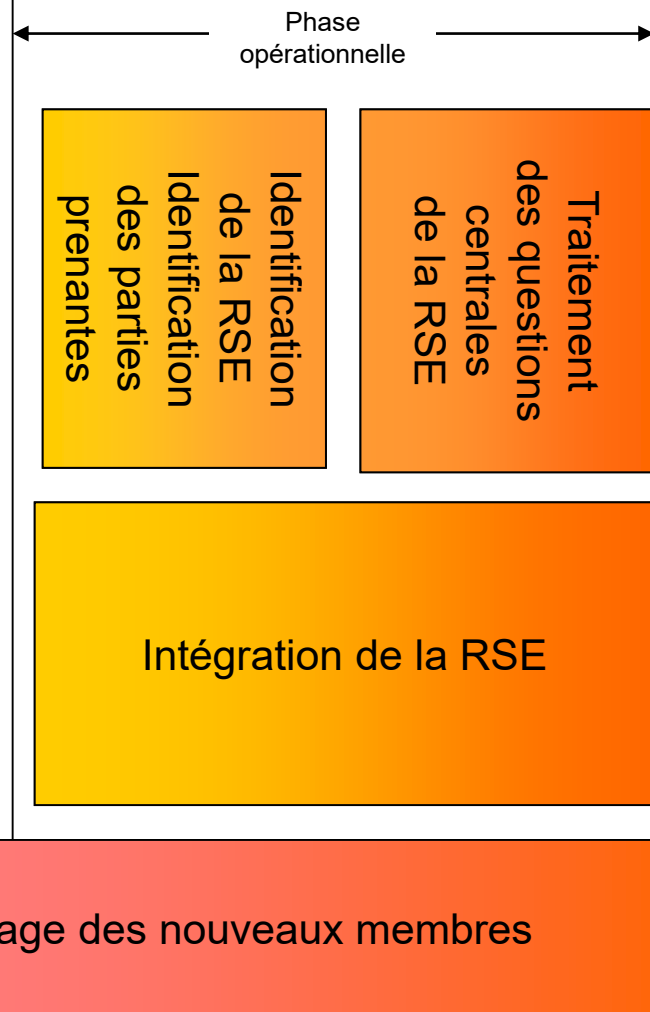 Phase
opérationnelle
Identification
de la RSE
Identification
des parties
prenantes
Traitement
des questions
centrales
de la RSE
Intégration de la RSE
age des nouveaux membres